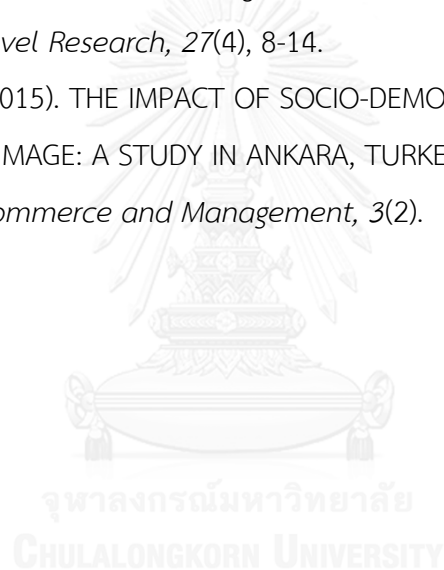 vel Research, 27(4), 8-14.
015). THE IMPACT OF SOCIO-DEMO
MAGE: A STUDY IN ANKARA, TURKE
ommerce and Management, 3(2).
จุฬาลงกรณ์มหาวิทยาลัย
CHULALONGKORN UNIVERSITY